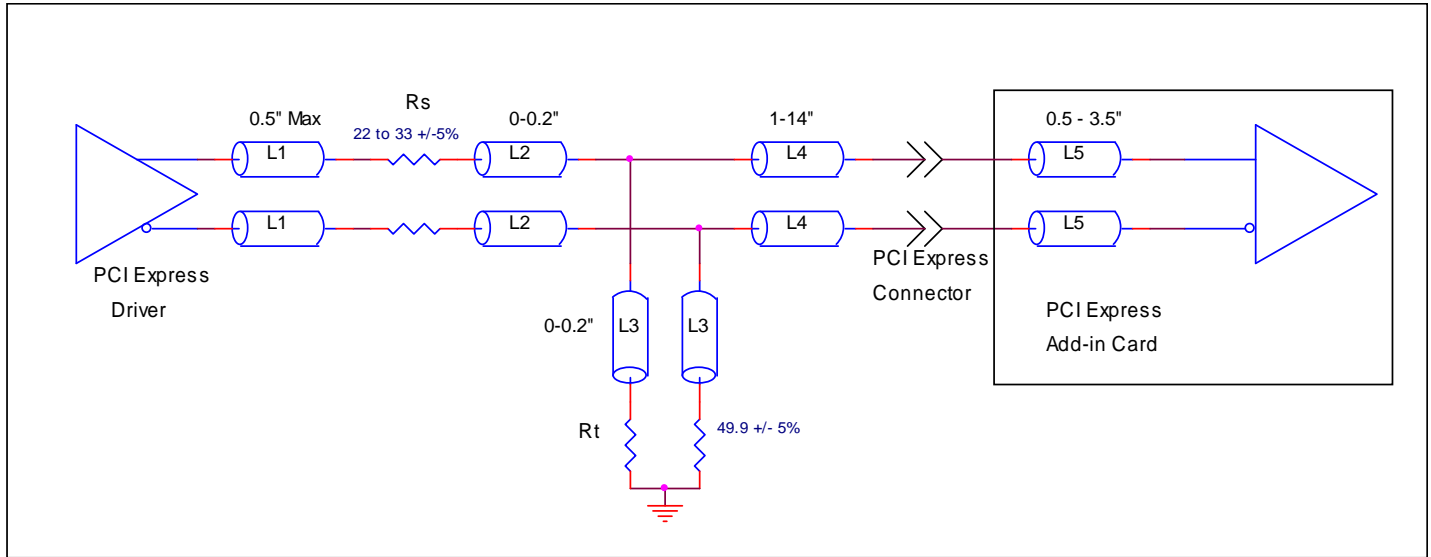 0.5" Max
Rs
22 to 33 +/-5%
0-0.2"
1-14"
0.5 - 3.5"
L1
L2
L4
L5
L1
L2
L4
L5
PCI Express
Driver
PCI Express
Connector
0-0.2"
L3
L3
PCI Express
Add-in Card
Rt
49.9 +/- 5%